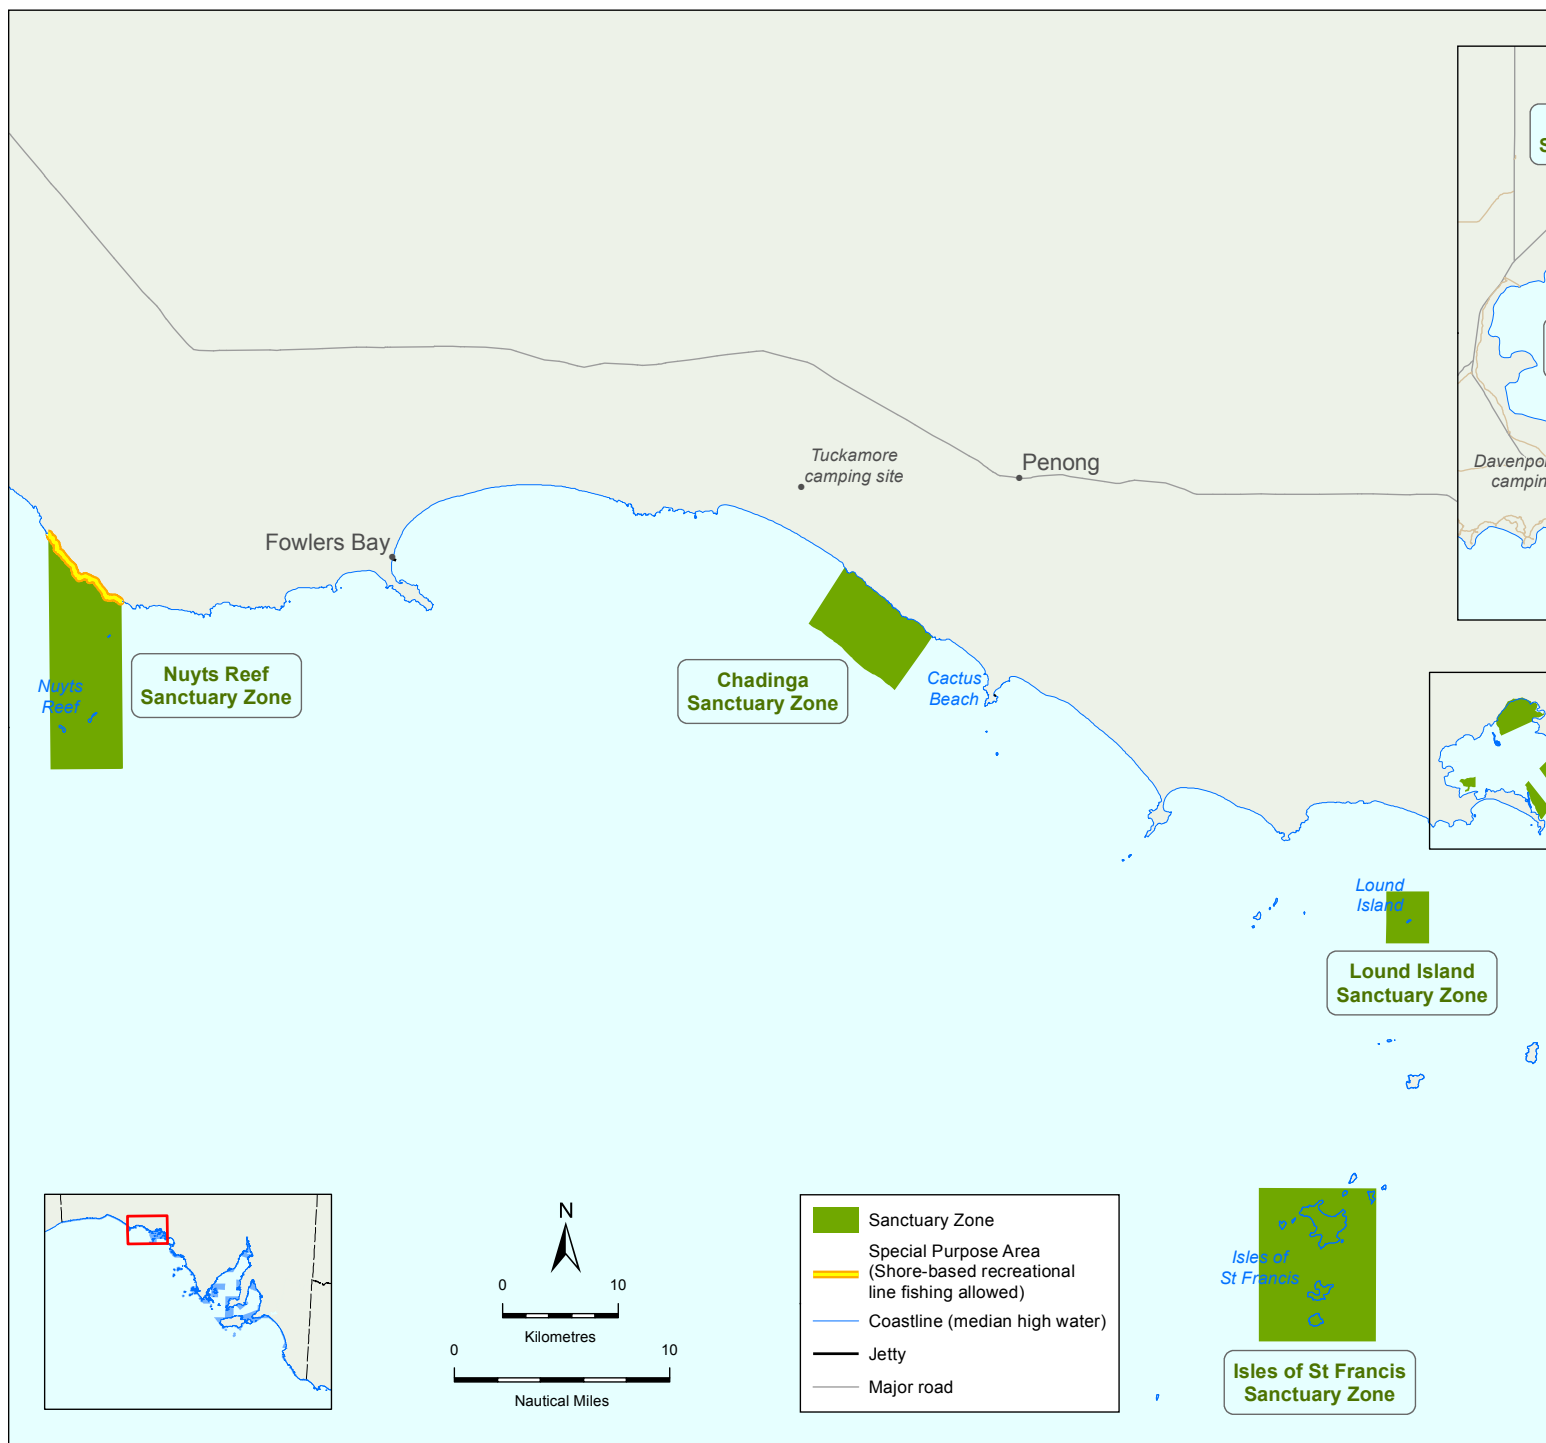 S
Tuckamore
camping site
Penong
Davenpor
campin
Fowlers Bay
Nuyts Reef
Sanctuary Zone
Nuyts
Reef
Chadinga
Sanctuary Zone
Cactus
Beach
Lound
Island
Lound Island
Sanctuary Zone
N
0 10
Kilometres
0 10
Nautical Miles
Sanctuary Zone
Special Purpose Area
(Shore-based recreational
line fishing allowed)
Coastline (median high water)
Jetty
Major road
Isles of
St Francis
Isles of St Francis
Sanctuary Zone